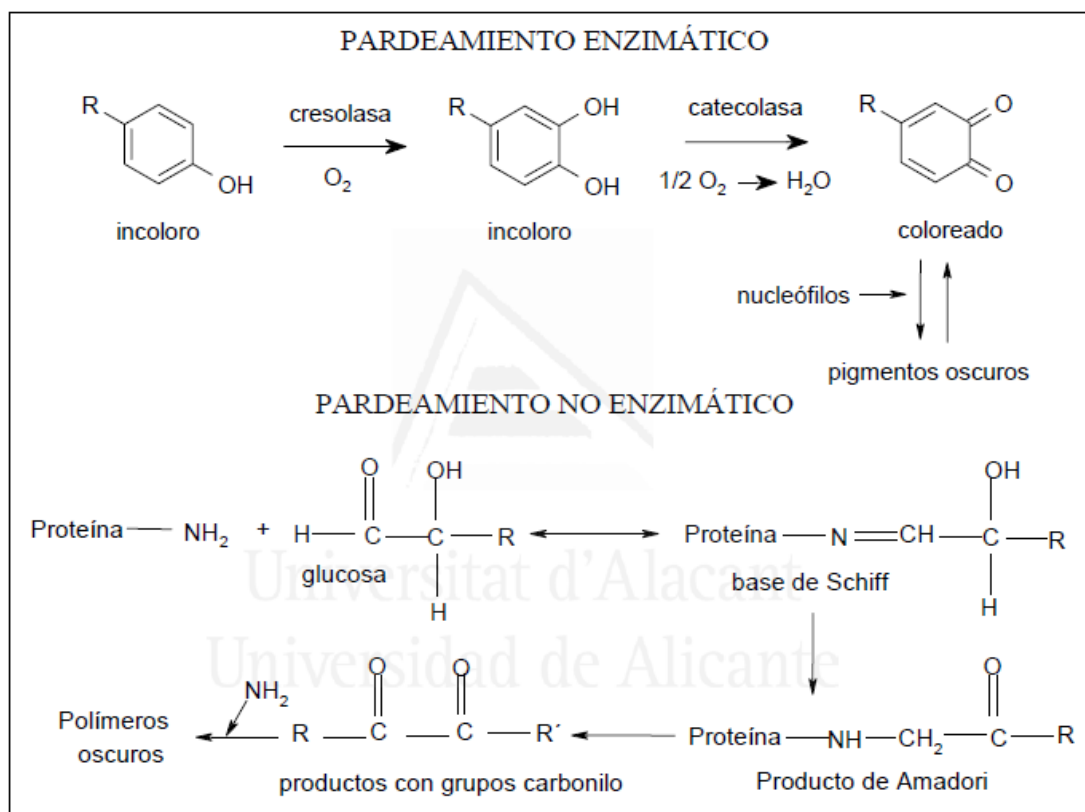 PARDEAMIENTO ENZIMÁTICO
R
OH
incoloro
cresolasa
O2
R
OH
OH
incoloro
catecolasa
1/2 O2 → H2O
R
O
O
coloreado
nucleófilos
pigmentos oscuros
PARDEAMIENTO NO ENZIMÁTICO
Proteína — NH2 + H — C — C — R
O OH
H
glucosa
Proteína — N = CH — C — R
OH
H
base de Schiff
Universitat d'Alacant
Universidad de Alicante
Polímeros
oscuros
NH2
O O
R — C — C — R´
productos con grupos carbonilo
O
Proteína — NH — CH2 — C — R
Producto de Amadori